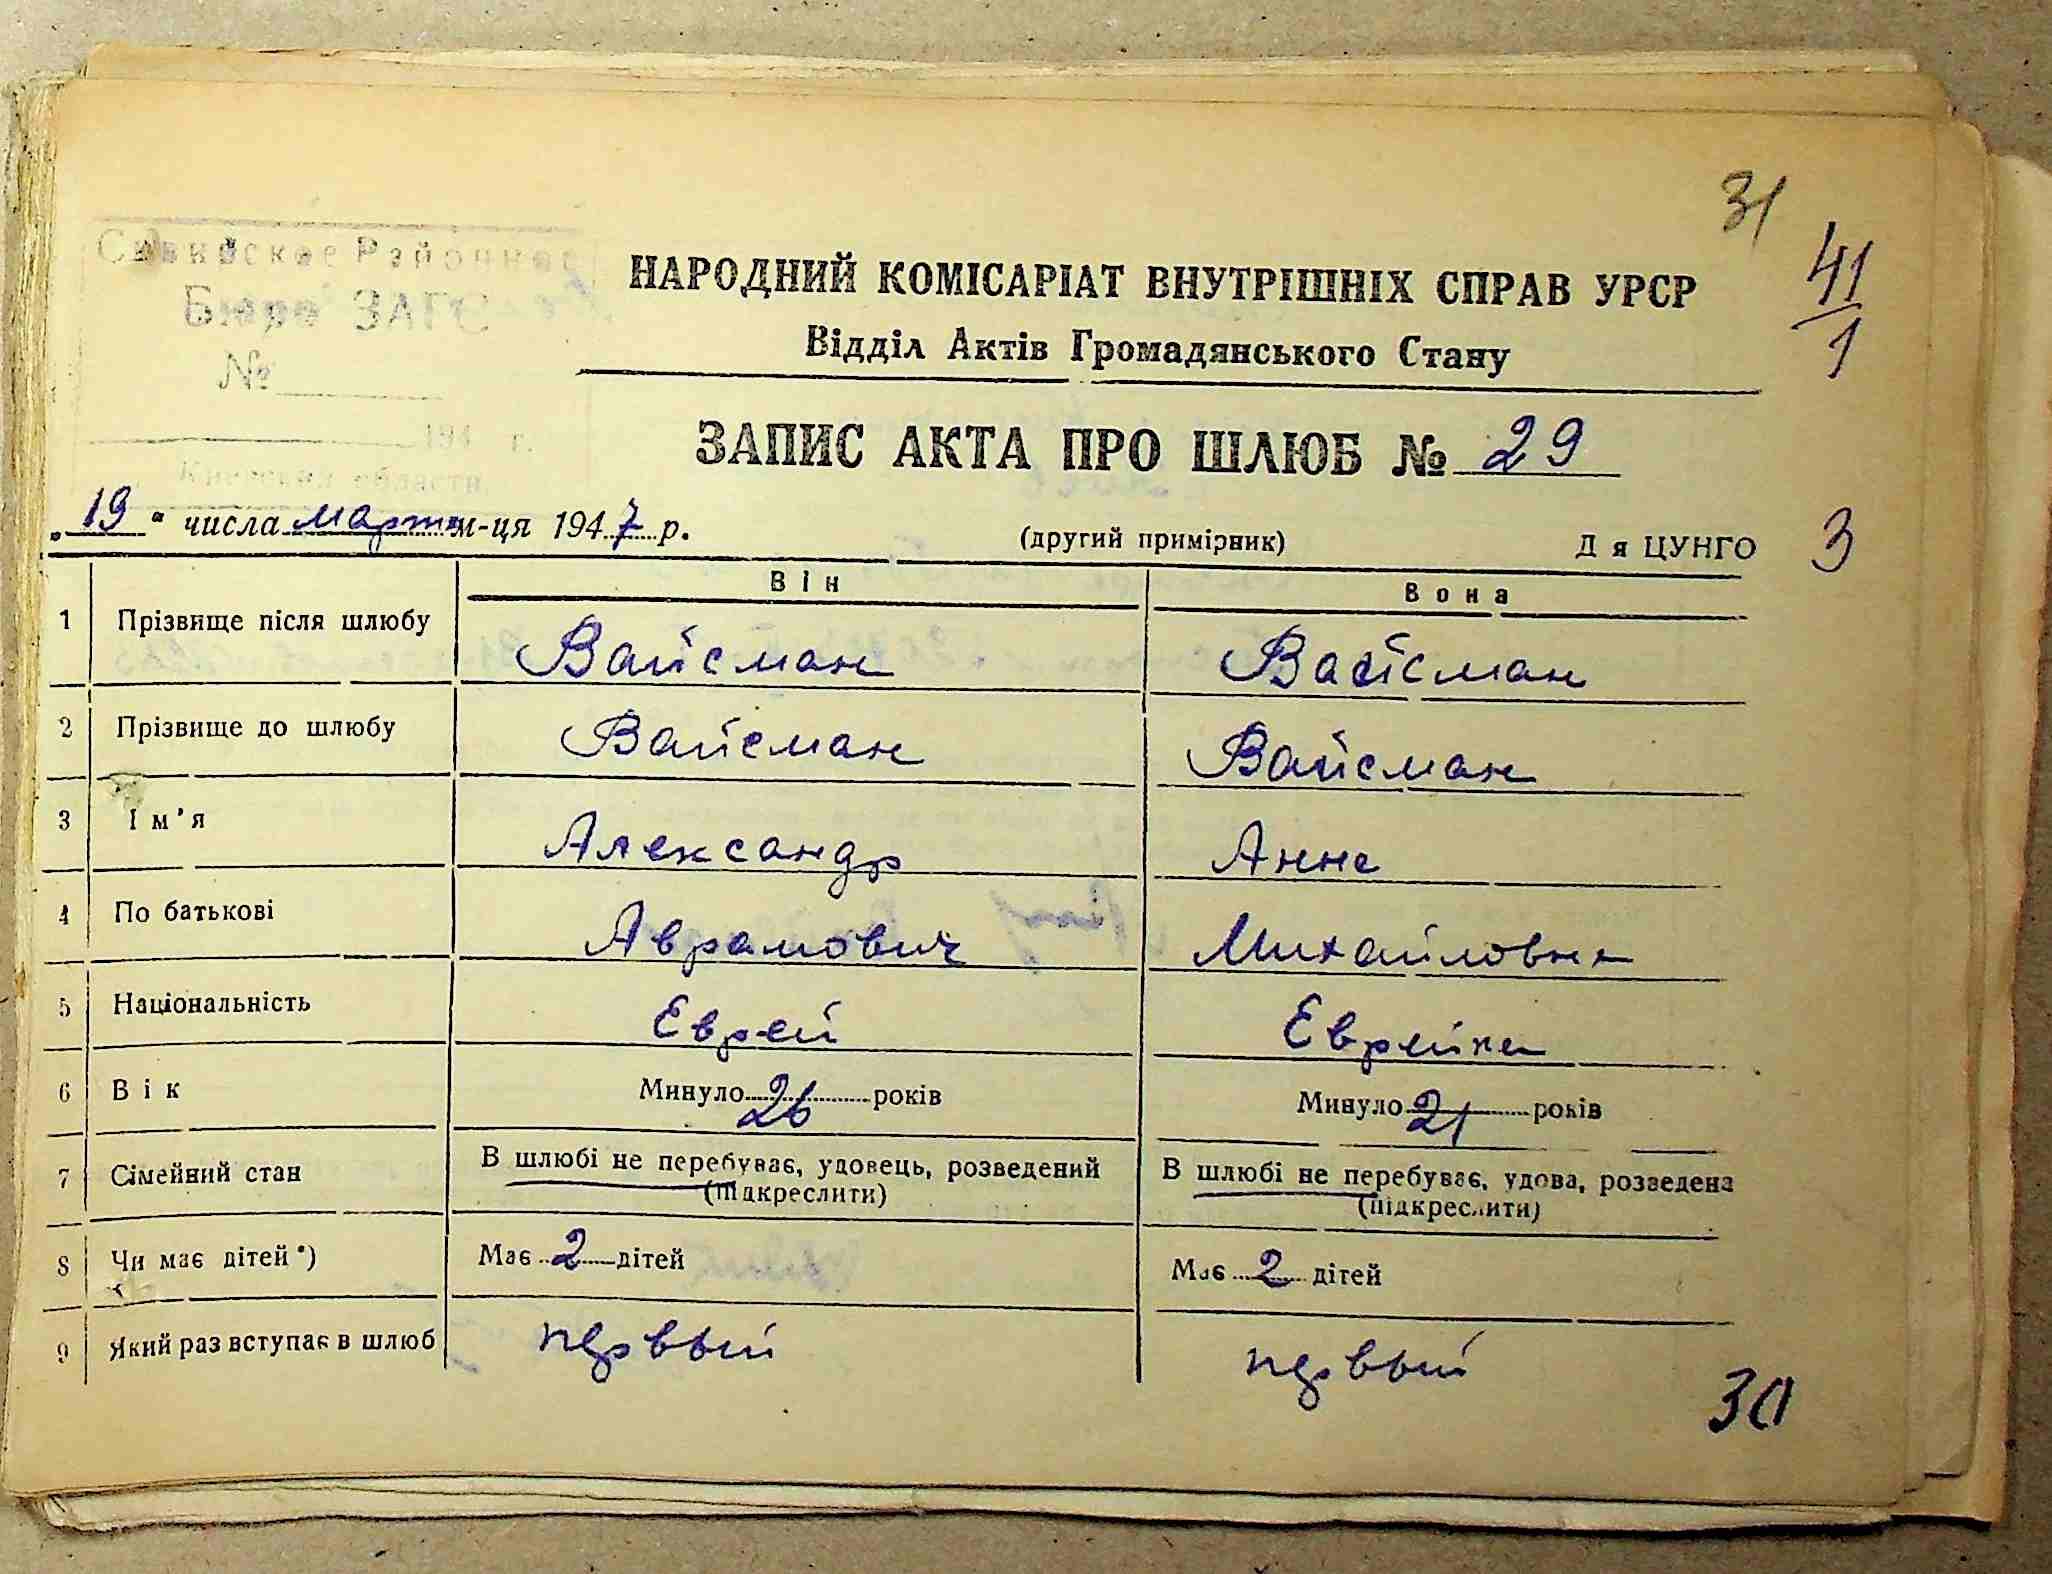 31
Районное
Бюро ЗАГС
№
194 г.
области
НАРОДНИЙ КОМІСАРІАТ ВНУТРІШНІХ СПРАВ УРСР
41
1
Відділ Актів Громадянського Стану
ЗАПИС АКТА ПРО ШЛЮБ № 29
„19“ числа марта м-ця 1947 р.
(другий примірник)
Д я ЦУНГО
3
Він
Вона
1 Прізвище після шлюбу Вайсман Вайсман
2 Прізвище до шлюбу Вайсман Вайсман
3 Ім'я Александр Анна
4 По батькові Аврамович Михайловна
5 Національність Еврей Еврейка
6 Вік Минуло 26 років Минуло 21 років
7 Сімейний стан В шлюбі не перебуває, удовець, розведений В шлюбі не перебуває, удова, розведена
(підкреслити) (підкреслити)
8 Чи має дітей*) Має 2 дітей Має 2 дітей
9 Який раз вступає в шлюб первый первый
30